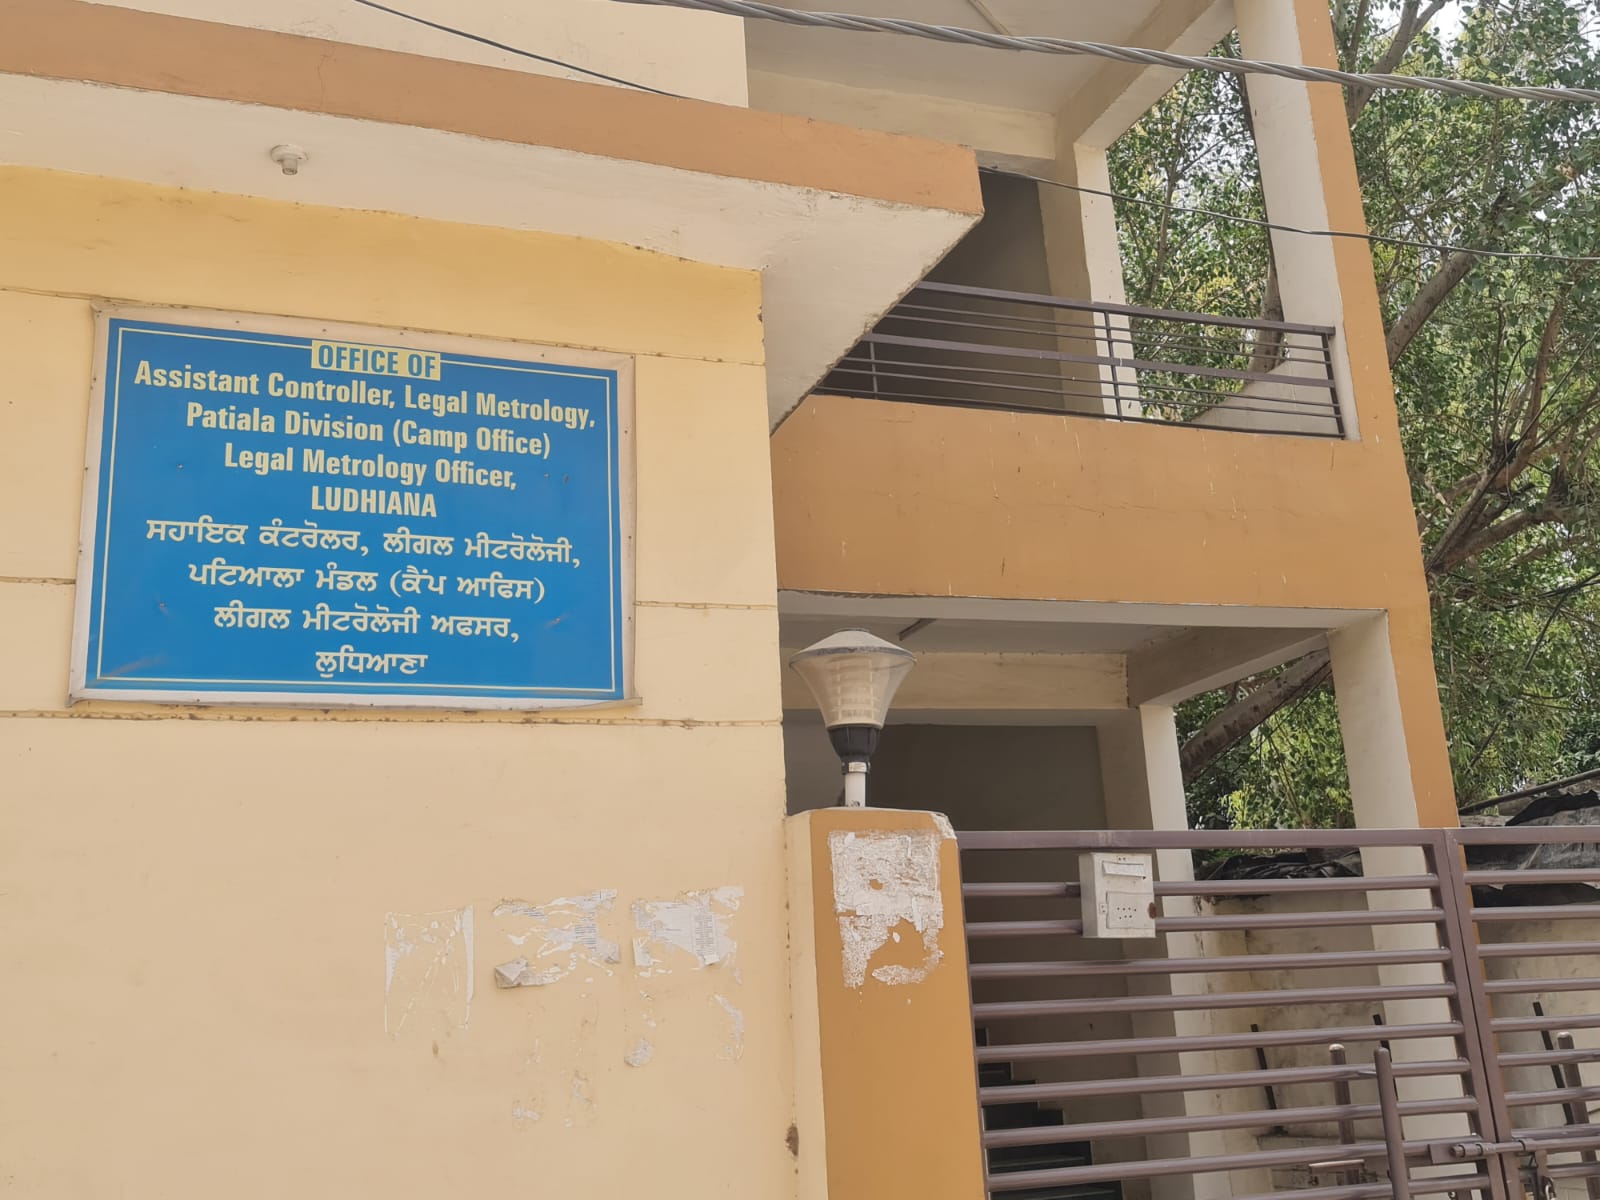 OFFICE OF
Assistant Controller, Legal Metrology,
Patiala Division (Camp Office)
Legal Metrology Officer,
LUDHIANA
ਸਹਾਇਕ ਕੰਟਰੋਲਰ, ਲੀਗਲ ਮੀਟਰੋਲੋਜੀ,
ਪਟਿਆਲਾ ਮੰਡਲ (ਕੈਂਪ ਆਫਿਸ)
ਲੀਗਲ ਮੀਟਰੋਲੋਜੀ ਅਫਸਰ,
ਲੁਧਿਆਣਾ